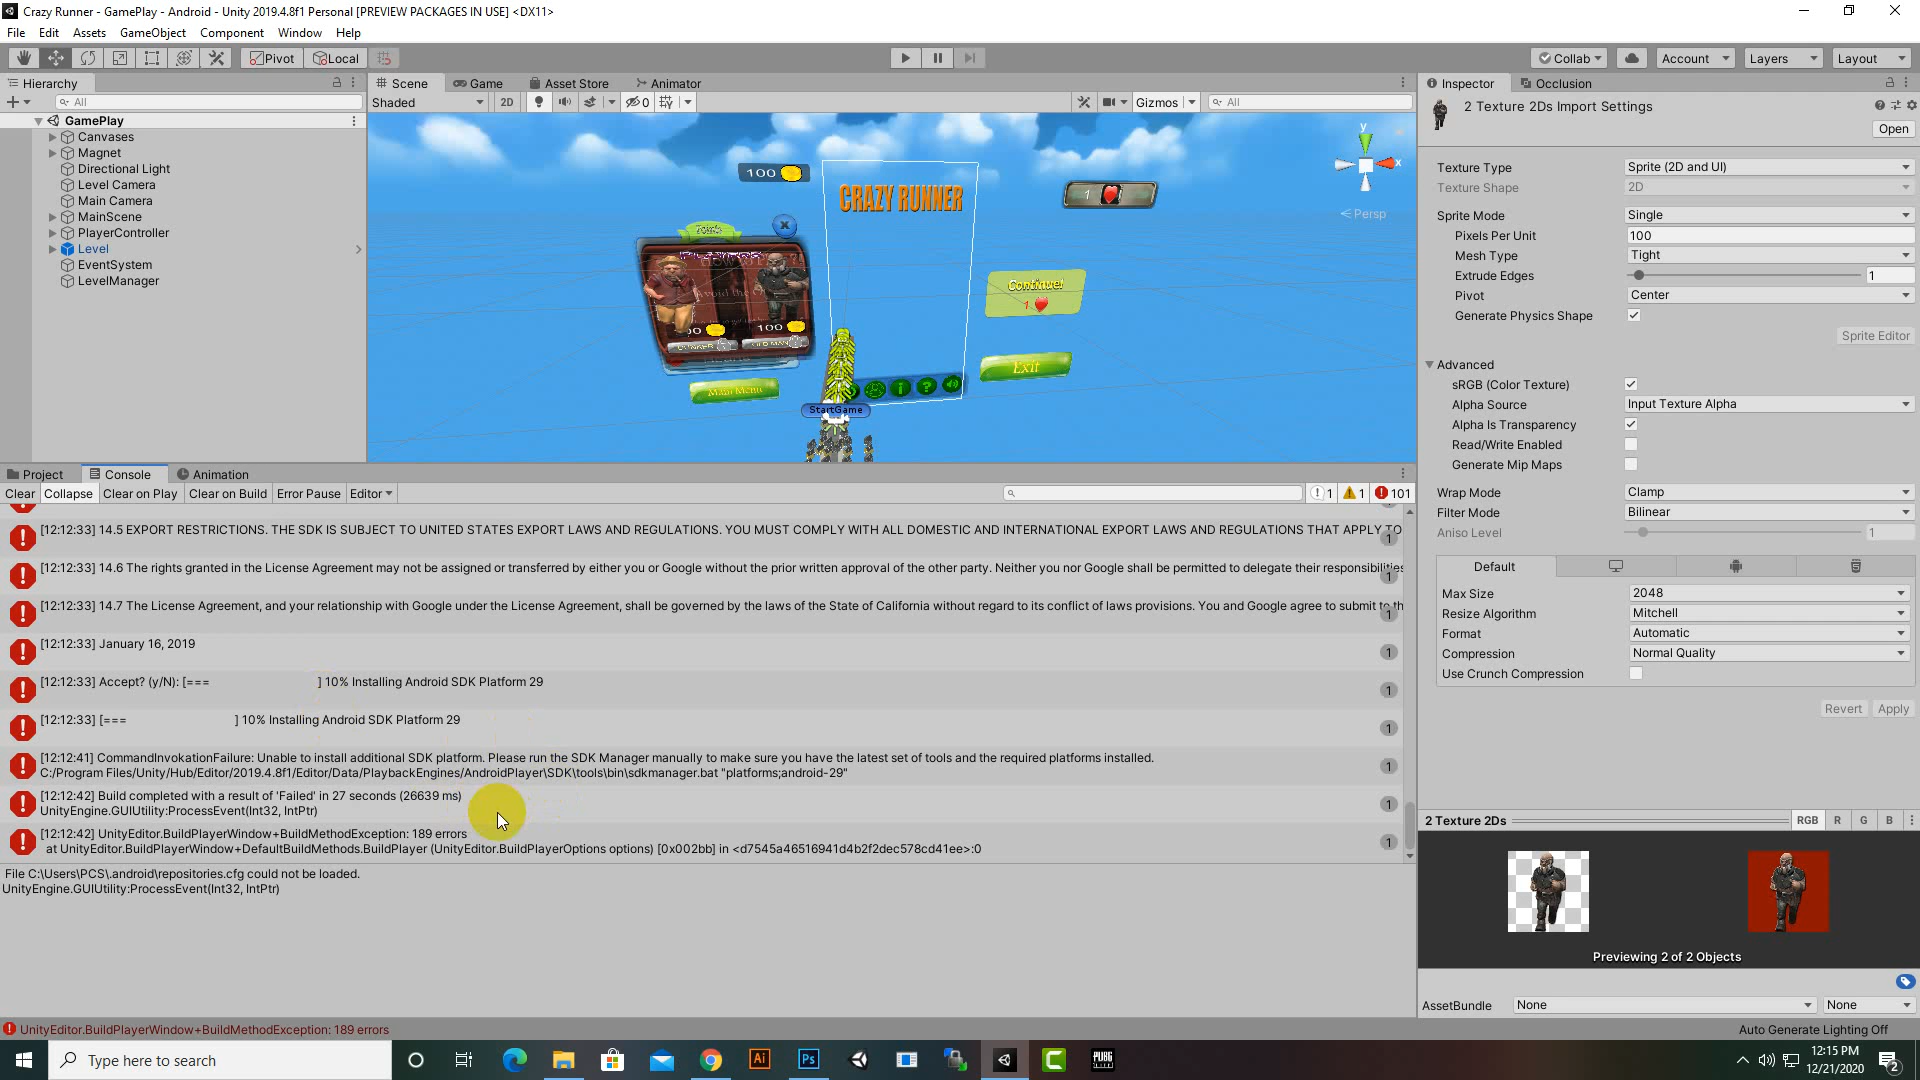 Crazy Runner - GamePlay - Android - Unity 2019.4.8f1 Personal [PREVIEW PACKAGES IN USE] <DX11>
File Edit Assets GameObject Component Window Help
Pivot Local Collab Account Layers Layout
Hierarchy
All
GamePlay
Canvases
Magnet
Directional Light
Level Camera
Main Camera
MainScene
PlayerController
Level
EventSystem
LevelManager
Scene Game Asset Store Animator
Shaded 2D 0 Gizmos All
100
CRAZY RUNNER
1
y
x
Persp
100
Continue!
1
Exit
Main Menu
StartGame
Inspector Occlusion
2 Texture 2Ds Import Settings
Open
Texture Type Sprite (2D and UI)
Texture Shape 2D
Sprite Mode Single
Pixels Per Unit 100
Mesh Type Tight
Extrude Edges 1
Pivot Center
Generate Physics Shape
Sprite Editor
Advanced
sRGB (Color Texture)
Alpha Source Input Texture Alpha
Alpha Is Transparency
Read/Write Enabled
Generate Mip Maps
Wrap Mode Clamp
Filter Mode Bilinear
Aniso Level 1
Default
Max Size 2048
Resize Algorithm Mitchell
Format Automatic
Compression Normal Quality
Use Crunch Compression
Revert Apply
2 Texture 2Ds RGB R G B
Previewing 2 of 2 Objects
AssetBundle None None
Project Console Animation
Clear Collapse Clear on Play Clear on Build Error Pause Editor 1 1 101
[12:12:33] 14.5 EXPORT RESTRICTIONS. THE SDK IS SUBJECT TO UNITED STATES EXPORT LAWS AND REGULATIONS. YOU MUST COMPLY WITH ALL DOMESTIC AND INTERNATIONAL EXPORT LAWS AND REGULATIONS THAT APPLY TO 1
[12:12:33] 14.6 The rights granted in the License Agreement may not be assigned or transferred by either you or Google without the prior written approval of the other party. Neither you nor Google shall be permitted to delegate their responsibilities 1
[12:12:33] 14.7 The License Agreement, and your relationship with Google under the License Agreement, shall be governed by the laws of the State of California without regard to its conflict of laws provisions. You and Google agree to submit to th 1
[12:12:33] January 16, 2019 1
[12:12:33] Accept? (y/N): [=== ] 10% Installing Android SDK Platform 29 1
[12:12:33] [=== ] 10% Installing Android SDK Platform 29 1
[12:12:41] CommandInvokationFailure: Unable to install additional SDK platform. Please run the SDK Manager manually to make sure you have the latest set of tools and the required platforms installed.
C:/Program Files/Unity/Hub/Editor/2019.4.8f1/Editor/Data/PlaybackEngines/AndroidPlayer\SDK\tools\bin\sdkmanager.bat "platforms;android-29" 1
[12:12:42] Build completed with a result of 'Failed' in 27 seconds (26639 ms)
UnityEngine.GUIUtility:ProcessEvent(Int32, IntPtr) 1
[12:12:42] UnityEditor.BuildPlayerWindow+BuildMethodException: 189 errors
at UnityEditor.BuildPlayerWindow+DefaultBuildMethods.BuildPlayer (UnityEditor.BuildPlayerOptions options) [0x002bb] in <d7545a46516941d4b2f2dec578cd41ee>:0 1
File C:\Users\PCS\.android\repositories.cfg could not be loaded.
UnityEngine.GUIUtility:ProcessEvent(Int32, IntPtr)
UnityEditor.BuildPlayerWindow+BuildMethodException: 189 errors
Auto Generate Lighting Off
Type here to search
Ai
Ps
PUBG
12:15 PM
12/21/2020
2